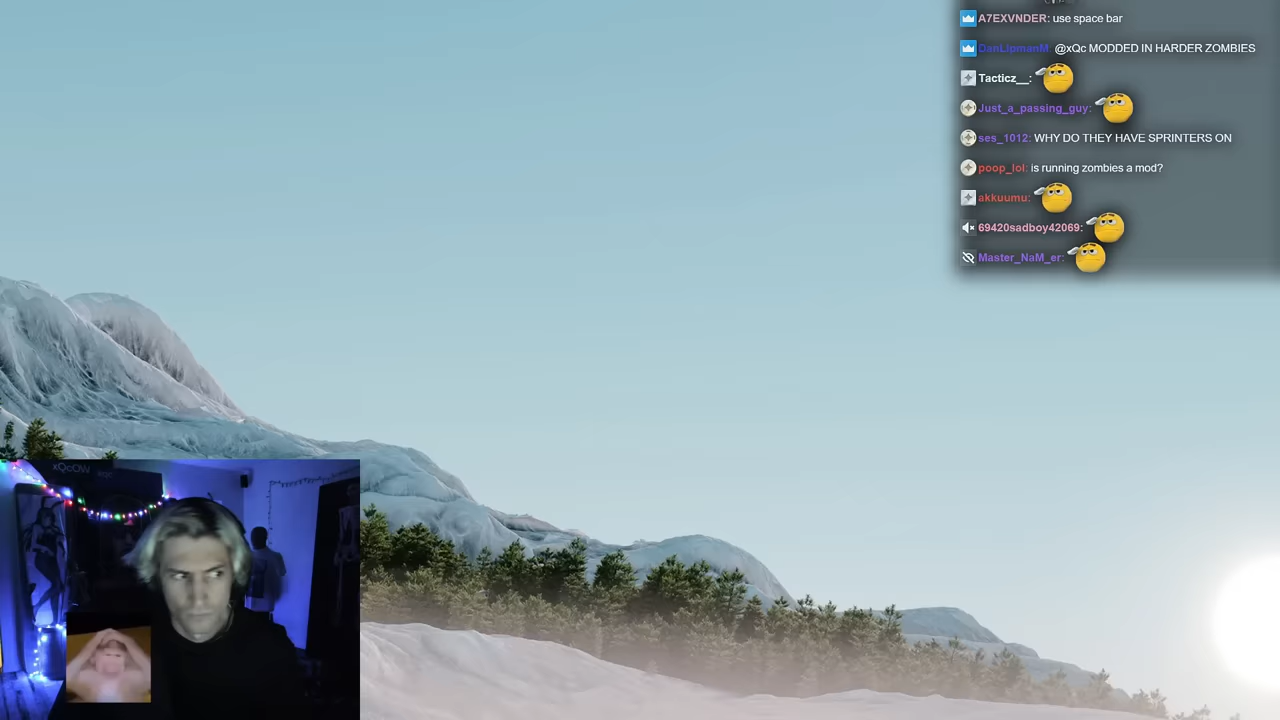 A7EXVNDER: use space bar
DanLipmanM: @xQc MODDED IN HARDER ZOMBIES
Tacticz__:
Just_a_passing_guy:
ses_1012: WHY DO THEY HAVE SPRINTERS ON
poop_lol: is running zombies a mod?
akkuumu:
69420sadboy42069:
Master_NaM_er:
xQcOW